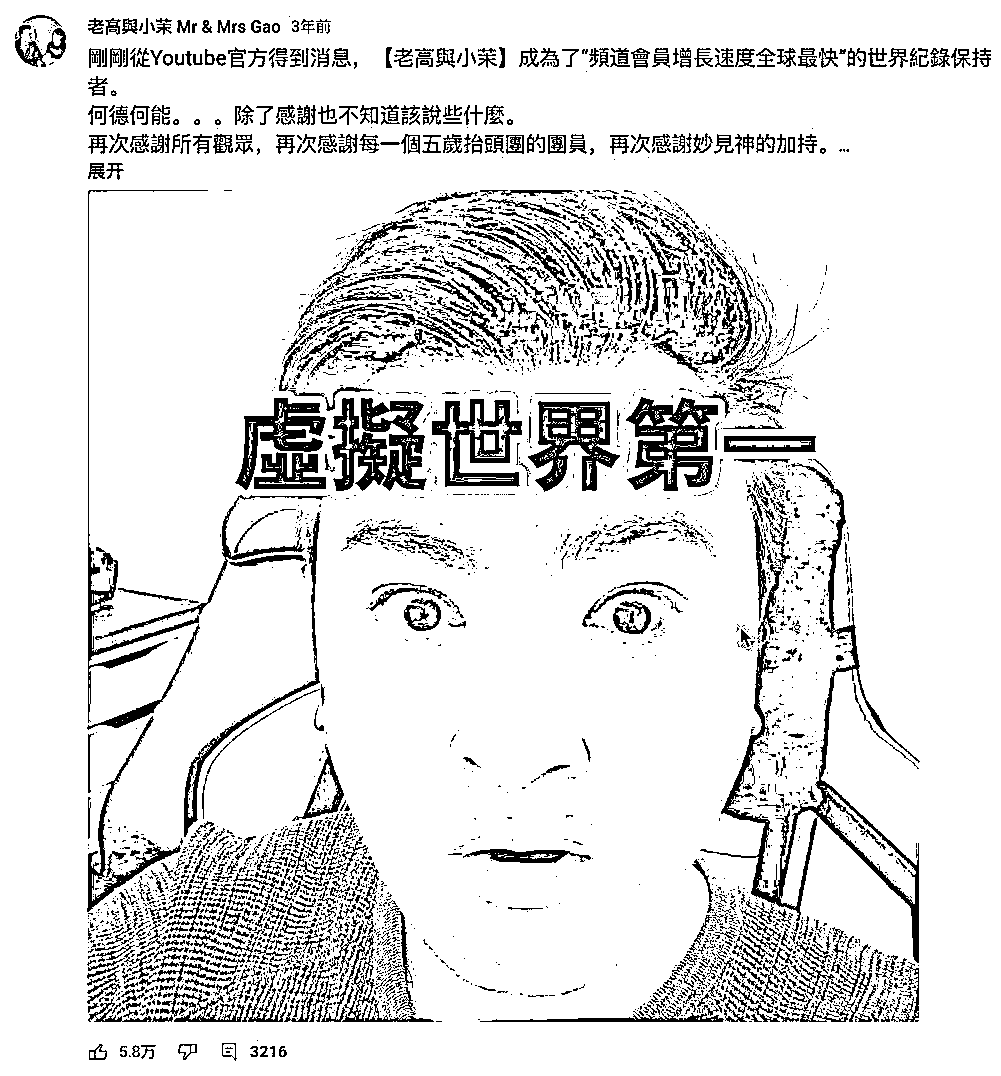 老高與小茉 Mr & Mrs Gao 3年前
剛剛從Youtube官方得到消息，【老高與小茉】成為了“頻道會員增長速度全球最快”的世界紀錄保持
者。
何德何能。。。除了感謝也不知道該說些什麼。
再次感謝所有觀眾，再次感謝每一個五歲抬頭團的團員，再次感謝妙見神的加持。...
展开
虛擬世界第一
5.8万 3216